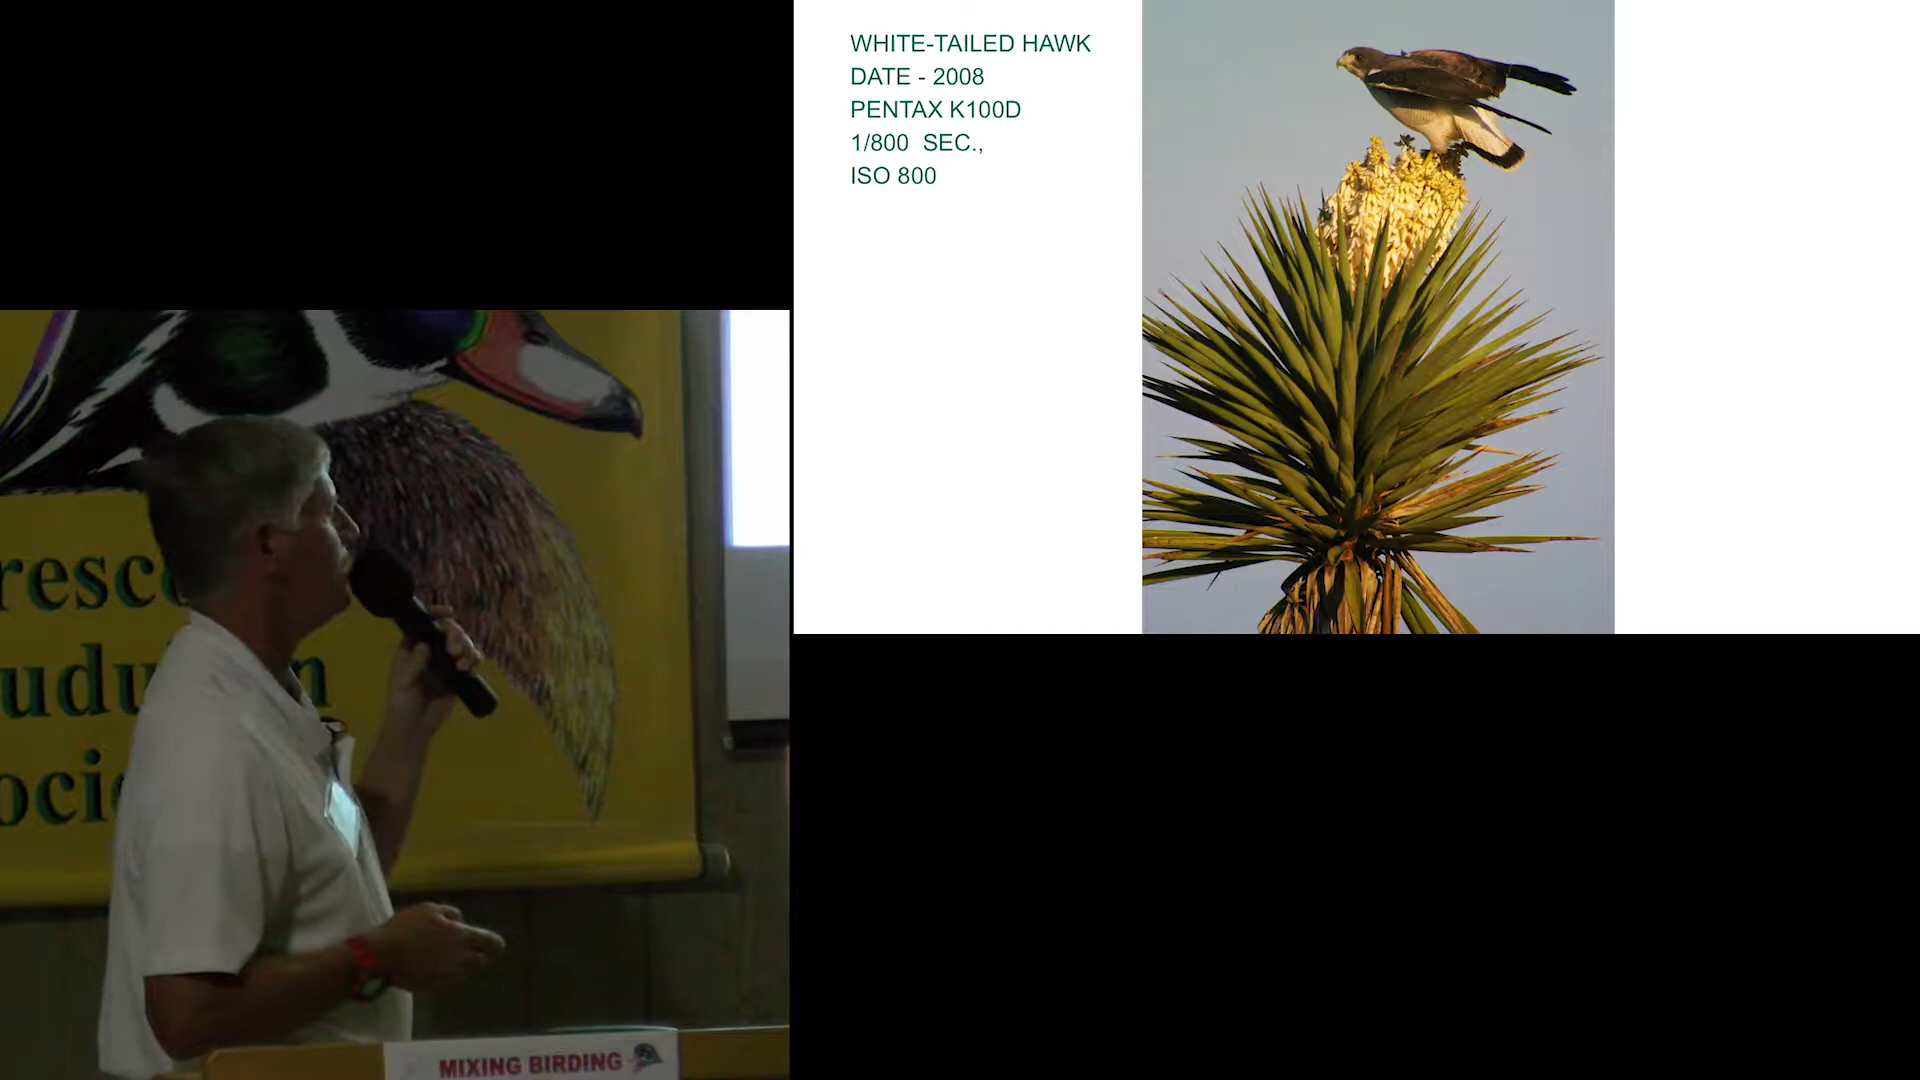 WHITE-TAILED HAWK
DATE - 2008
PENTAX K100D
1/800 SEC.,
ISO 800
MIXING BIRDING